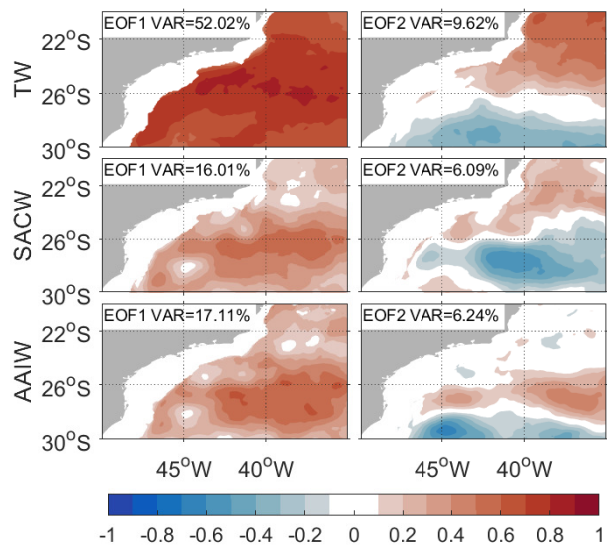 EOF1 VAR=52.02% EOF2 VAR=9.62%
22°S
TW
26°S
30°S
EOF1 VAR=16.01% EOF2 VAR=6.09%
22°S
SACW
26°S
30°S
EOF1 VAR=17.11% EOF2 VAR=6.24%
22°S
AAIW
26°S
30°S
45°W 40°W 45°W 40°W
-1 -0.8 -0.6 -0.4 -0.2 0 0.2 0.4 0.6 0.8 1